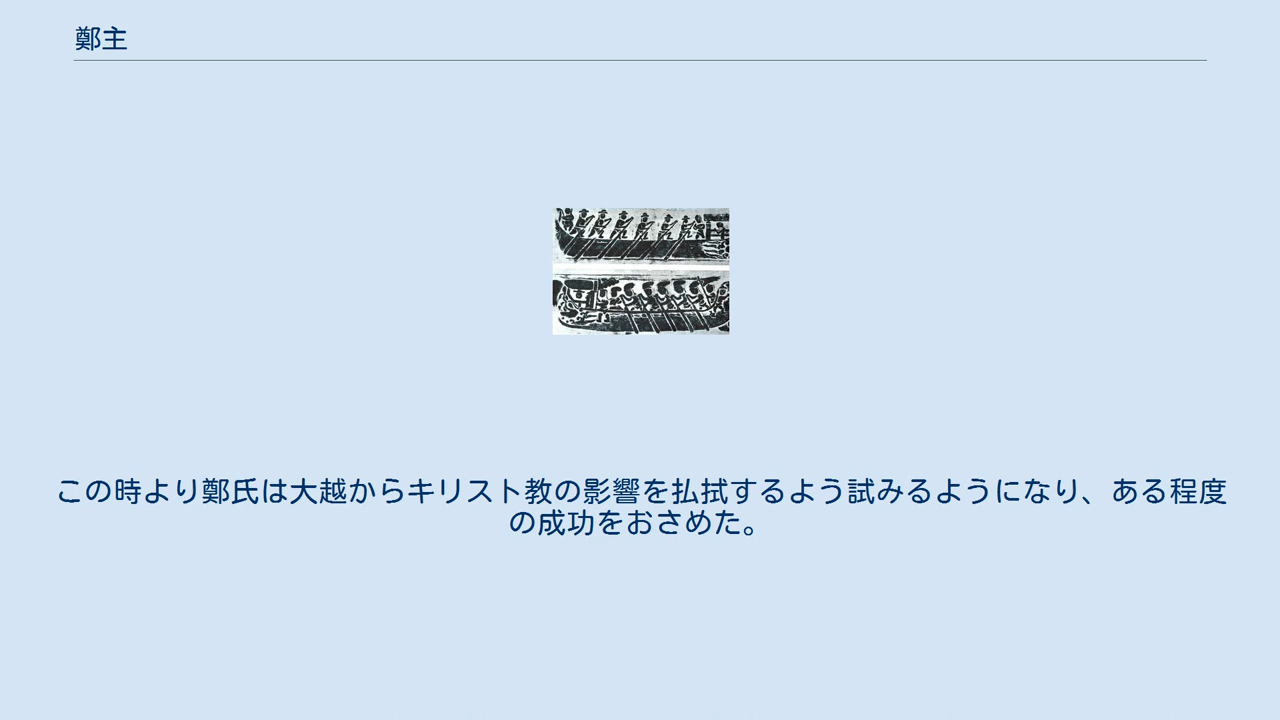 鄭主
この時より鄭氏は大越からキリスト教の影響を払拭するよう試みるようになり、ある程度
の成功をおさめた。